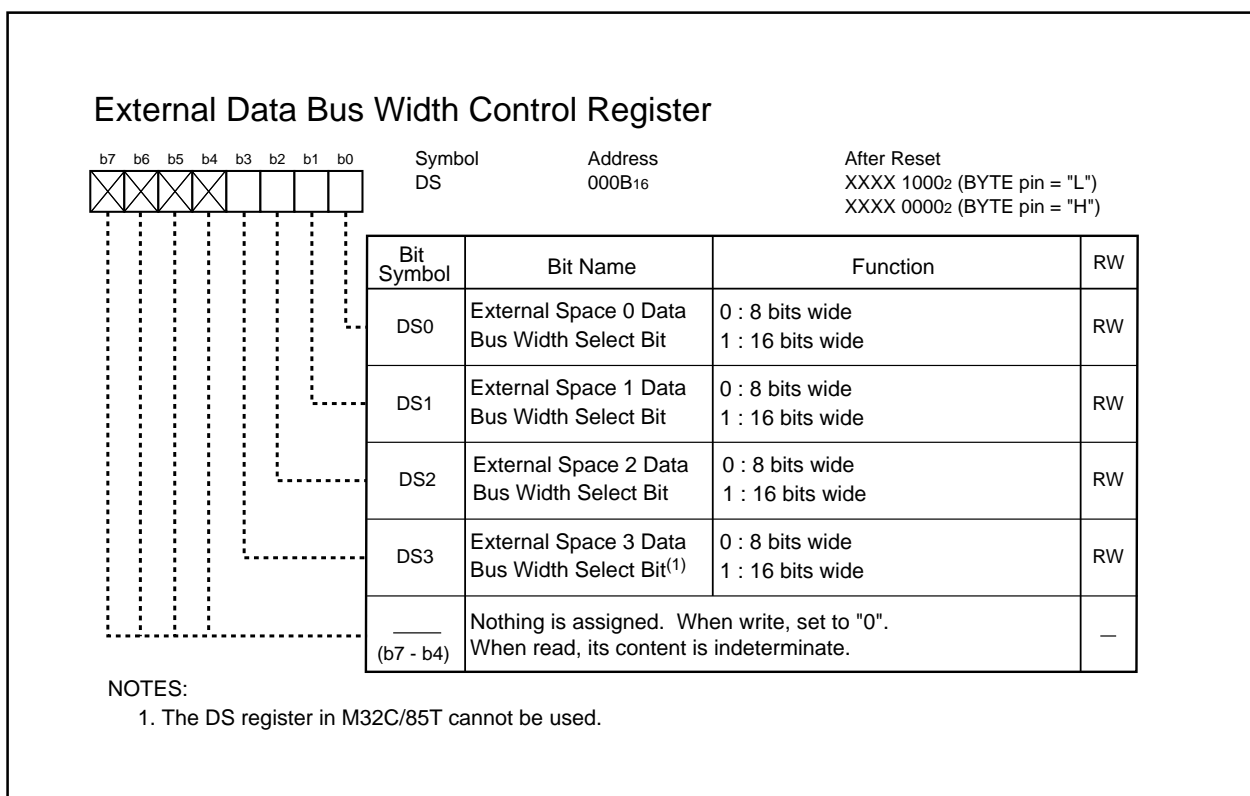 External Data Bus Width Control Register
b7 b6 b5 b4 b3 b2 b1 b0
Symbol Address After Reset
DS 000B16 XXXX 10002 (BYTE pin = "L")
XXXX 00002 (BYTE pin = "H")
Bit Symbol Bit Name Function RW
DS0 External Space 0 Data Bus Width Select Bit 0 : 8 bits wide
1 : 16 bits wide RW
DS1 External Space 1 Data Bus Width Select Bit 0 : 8 bits wide
1 : 16 bits wide RW
DS2 External Space 2 Data Bus Width Select Bit 0 : 8 bits wide
1 : 16 bits wide RW
DS3 External Space 3 Data Bus Width Select Bit(1) 0 : 8 bits wide
1 : 16 bits wide RW
(b7 - b4) Nothing is assigned. When write, set to "0".
When read, its content is indeterminate. —
NOTES:
1. The DS register in M32C/85T cannot be used.